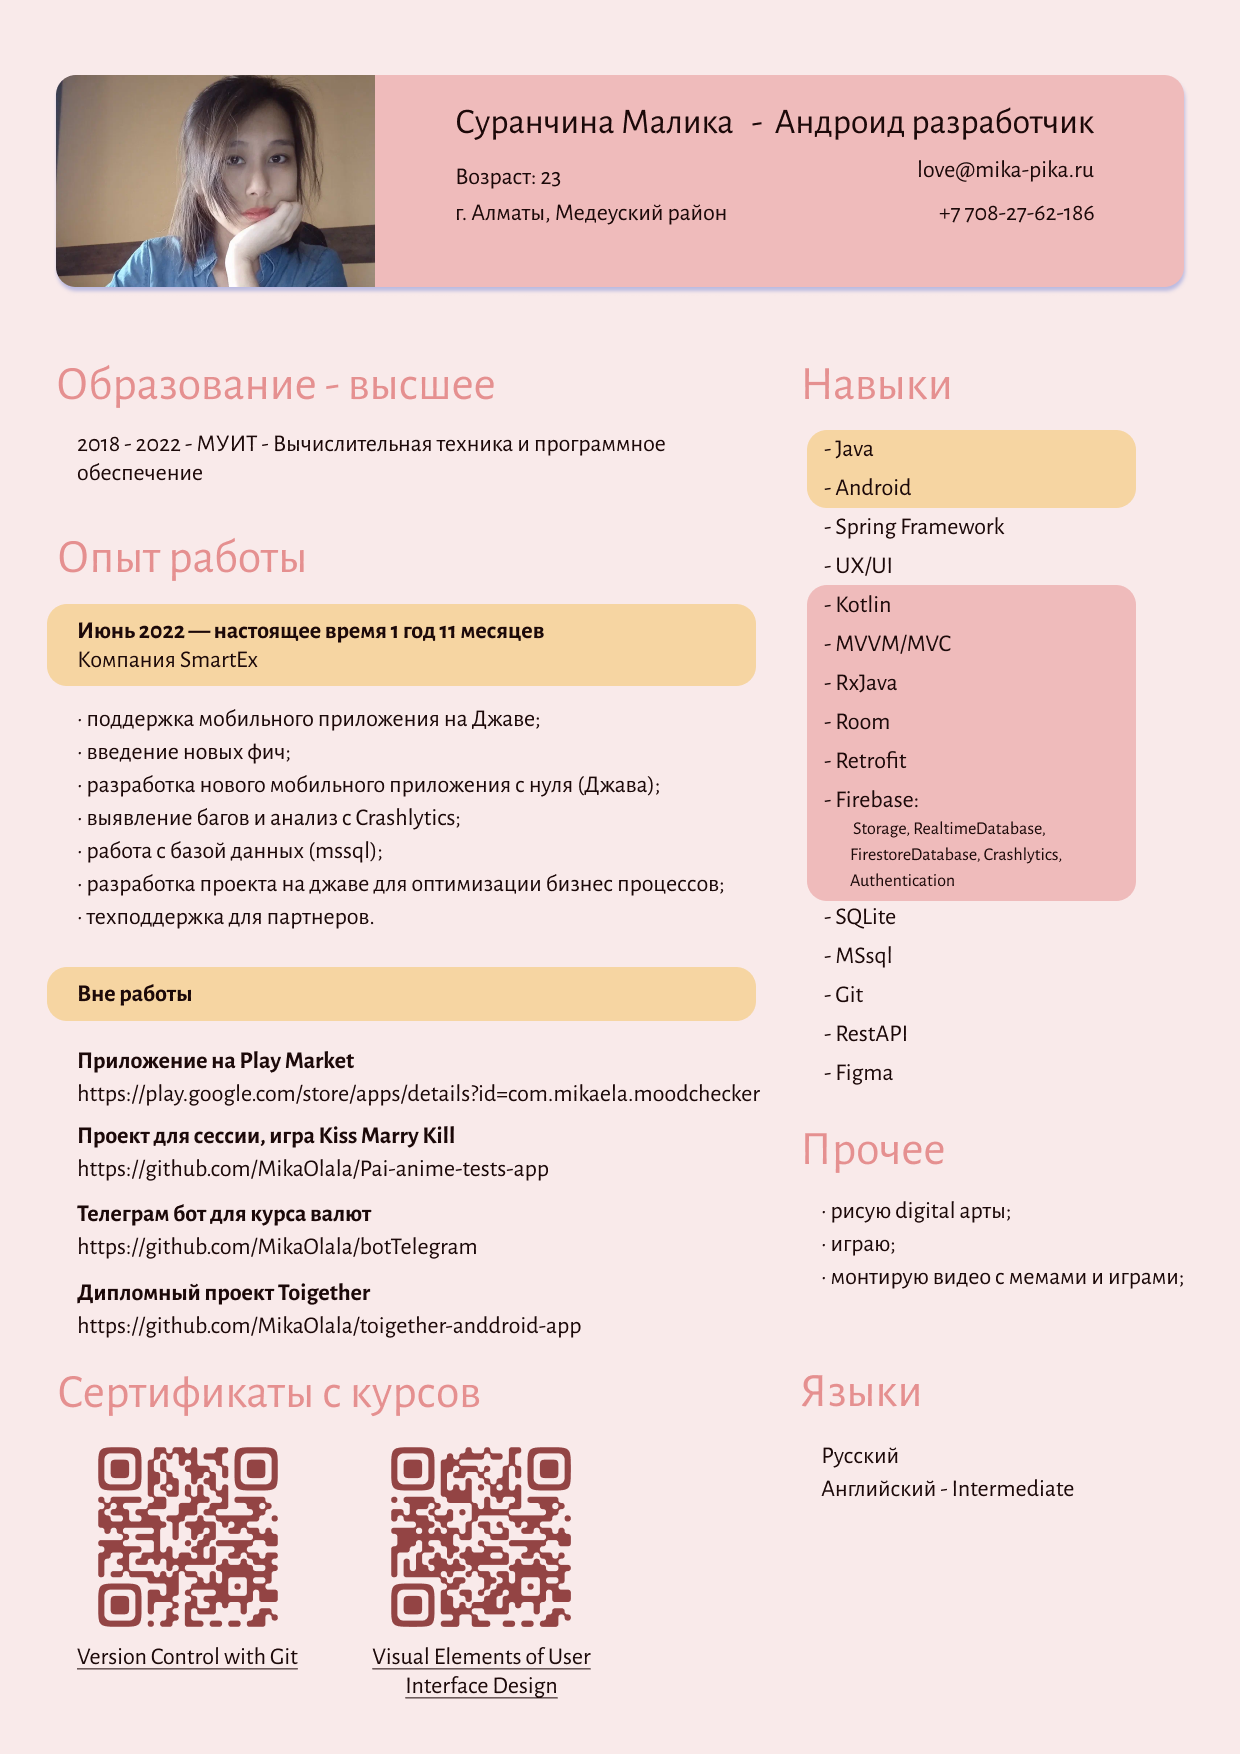 Суранчина Малика - Андроид разработчик
Возраст: 23
love@mika-pika.ru
г. Алматы, Медеуский район
+7 708-27-62-186
Образование - высшее
2018 - 2022 - МУИТ - Вычислительная техника и программное
обеспечение
Опыт работы
Июнь 2022 — настоящее время 1 год 11 месяцев
Компания SmartEx
· поддержка мобильного приложения на Джаве;
· введение новых фич;
· разработка нового мобильного приложения с нуля (Джава);
· выявление багов и анализ с Crashlytics;
· работа с базой данных (mssql);
· разработка проекта на джаве для оптимизации бизнес процессов;
· техподдержка для партнеров.
Вне работы
Приложение на Play Market
https://play.google.com/store/apps/details?id=com.mikaela.moodchecker
Проект для сессии, игра Kiss Marry Kill
https://github.com/MikaOlala/Pai-anime-tests-app
Телеграм бот для курса валют
https://github.com/MikaOlala/botTelegram
Дипломный проект Toigether
https://github.com/MikaOlala/toigether-anddroid-app
Сертификаты с курсов
Version Control with Git
Visual Elements of User
Interface Design
Навыки
- Java
- Android
- Spring Framework
- UX/UI
- Kotlin
- MVVM/MVC
- RxJava
- Room
- Retrofit
- Firebase:
Storage, RealtimeDatabase,
FirestoreDatabase, Crashlytics,
Authentication
- SQLite
- MSsql
- Git
- RestAPI
- Figma
Прочее
· рисую digital арты;
· играю;
· монтирую видео с мемами и играми;
Языки
Русский
Английский - Intermediate